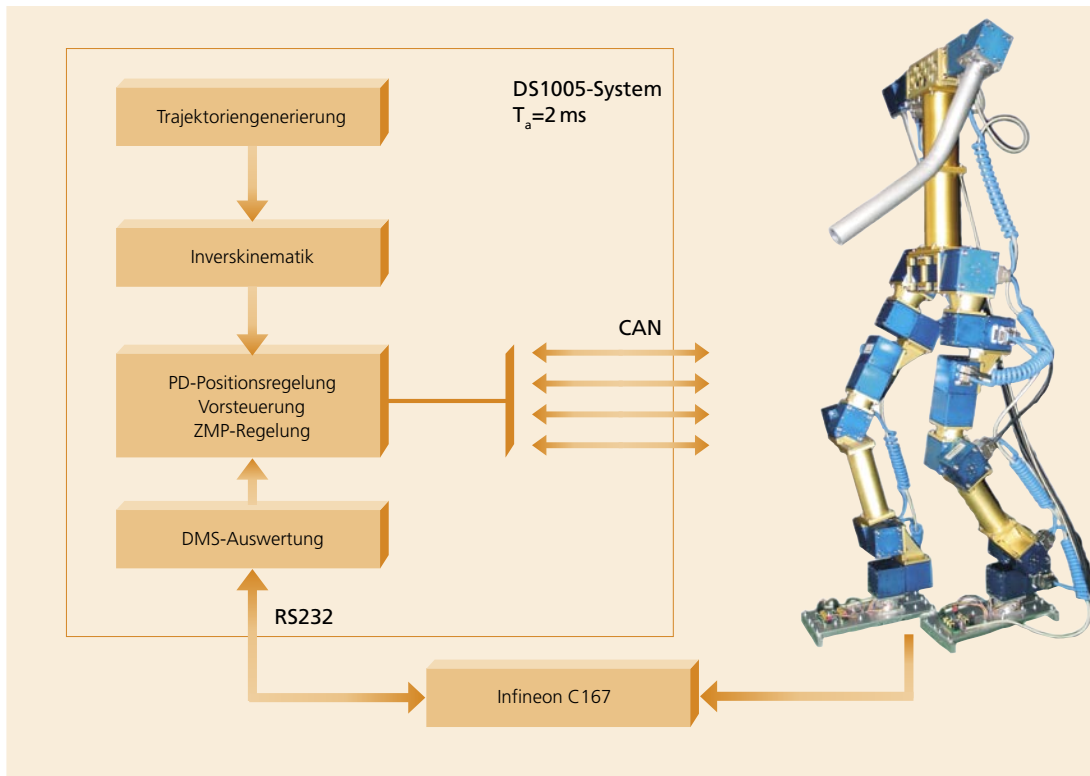 DS1005-System
Tₐ=2 ms
Trajektoriengenerierung
Inverskinematik
CAN
PD-Positionsregelung
Vorsteuerung
ZMP-Regelung
DMS-Auswertung
RS232
Infineon C167